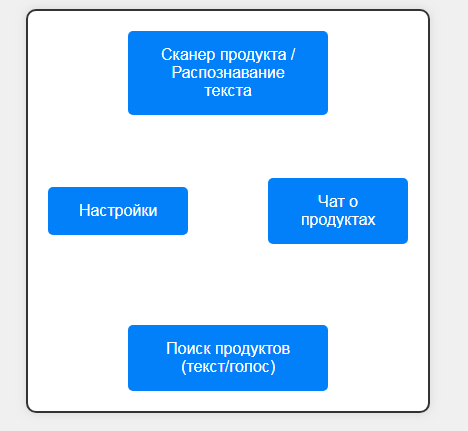 Сканер продукта /
Распознавание
текста
Настройки
Чат о
продуктах
Поиск продуктов
(текст/голос)